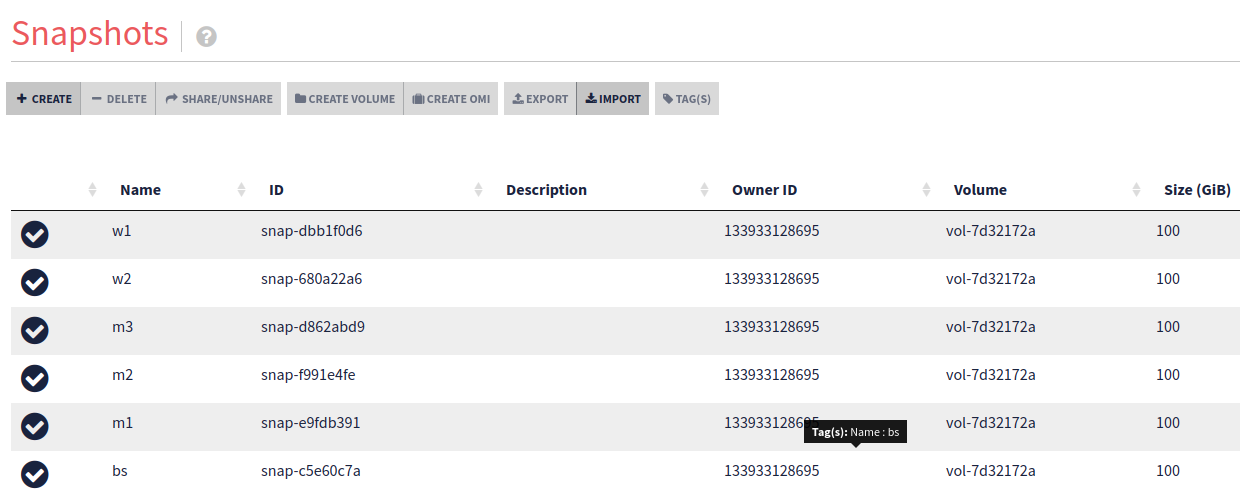 Snapshots ?
CREATE DELETE SHARE/UNSHARE CREATE VOLUME CREATE OMI EXPORT IMPORT TAG(S)
Name ID Description Owner ID Volume Size (GiB)
w1 snap-dbb1f0d6 133933128695 vol-7d32172a 100
w2 snap-680a22a6 133933128695 vol-7d32172a 100
m3 snap-d862abd9 133933128695 vol-7d32172a 100
m2 snap-f991e4fe 133933128695 vol-7d32172a 100
m1 snap-e9fdb391 133933128695 vol-7d32172a 100
Tag(s): Name : bs
bs snap-c5e60c7a 133933128695 vol-7d32172a 100